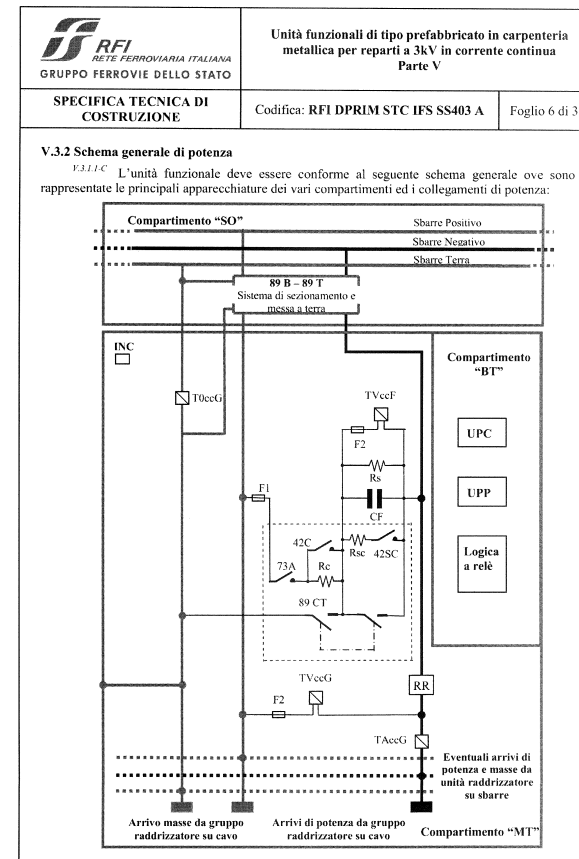 RFI
RETE FERROVIARIA ITALIANA
GRUPPO FERROVIE DELLO STATO
Unità funzionali di tipo prefabbricato in carpenteria
metallica per reparti a 3kV in corrente continua
Parte V
SPECIFICA TECNICA DI
COSTRUZIONE
Codifica: RFI DPRIM STC IFS SS403 A
Foglio 6 di 3
V.3.2 Schema generale di potenza
V.3.1.1-C L'unità funzionale deve essere conforme al seguente schema generale ove sono
rappresentate le principali apparecchiature dei vari compartimenti ed i collegamenti di potenza:
Compartimento "SO"
Sbarre Positivo
Sbarre Negativo
Sbarre Terra
89 B – 89 T
Sistema di sezionamento e
messa a terra
INC
Compartimento
"BT"
T0ccG
TVccF
F2
UPC
Rs
F1
UPP
CF
42C
Rsc
42SC
Logica
a relè
73A
Rc
89 CT
TVccG
RR
F2
TAccG
Eventuali arrivi di
potenza e masse da
unità raddrizzatore
su sbarre
Arrivo masse da gruppo
raddrizzatore su cavo
Arrivi di potenza da gruppo
raddrizzatore su cavo
Compartimento "MT"